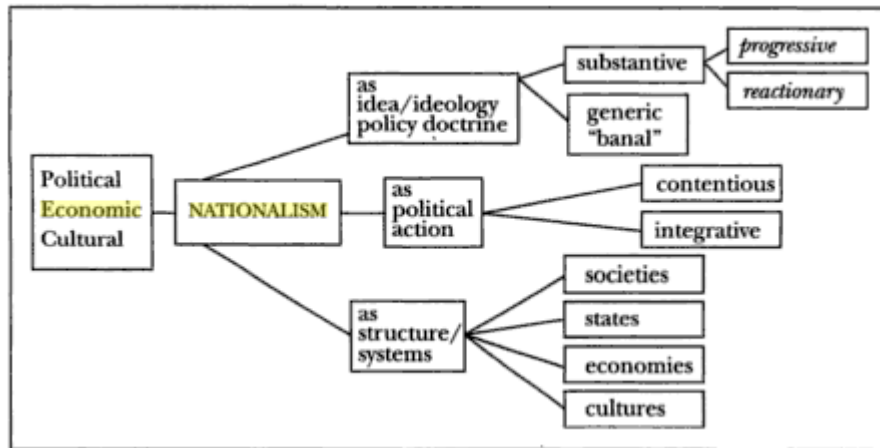 Political
Economic
Cultural
NATIONALISM
as
idea/ideology
policy doctrine
substantive
progressive
reactionary
generic
"banal"
as
political
action
contentious
integrative
as
structure/
systems
societies
states
economies
cultures